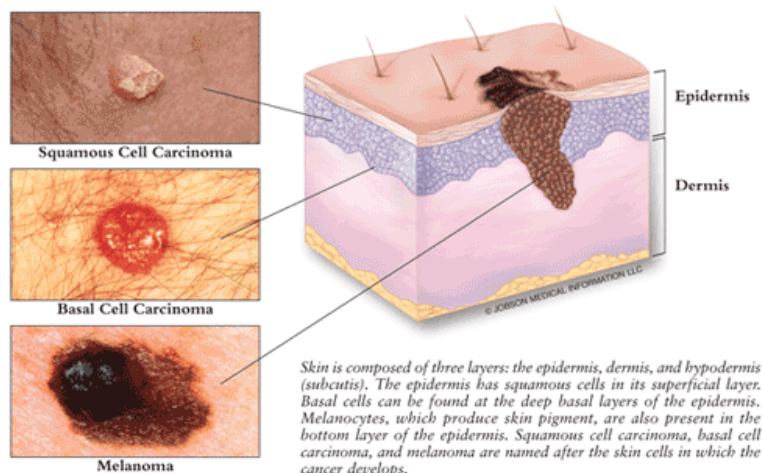 Squamous Cell Carcinoma
Basal Cell Carcinoma
Melanoma
Epidermis
Dermis
© JOBSON MEDICAL INFORMATION LLC
Skin is composed of three layers: the epidermis, dermis, and hypodermis
(subcutis). The epidermis has squamous cells in its superficial layer.
Basal cells can be found at the deep basal layers of the epidermis.
Melanocytes, which produce skin pigment, are also present in the
bottom layer of the epidermis. Squamous cell carcinoma, basal cell
carcinoma, and melanoma are named after the skin cells in which the
cancer develops.